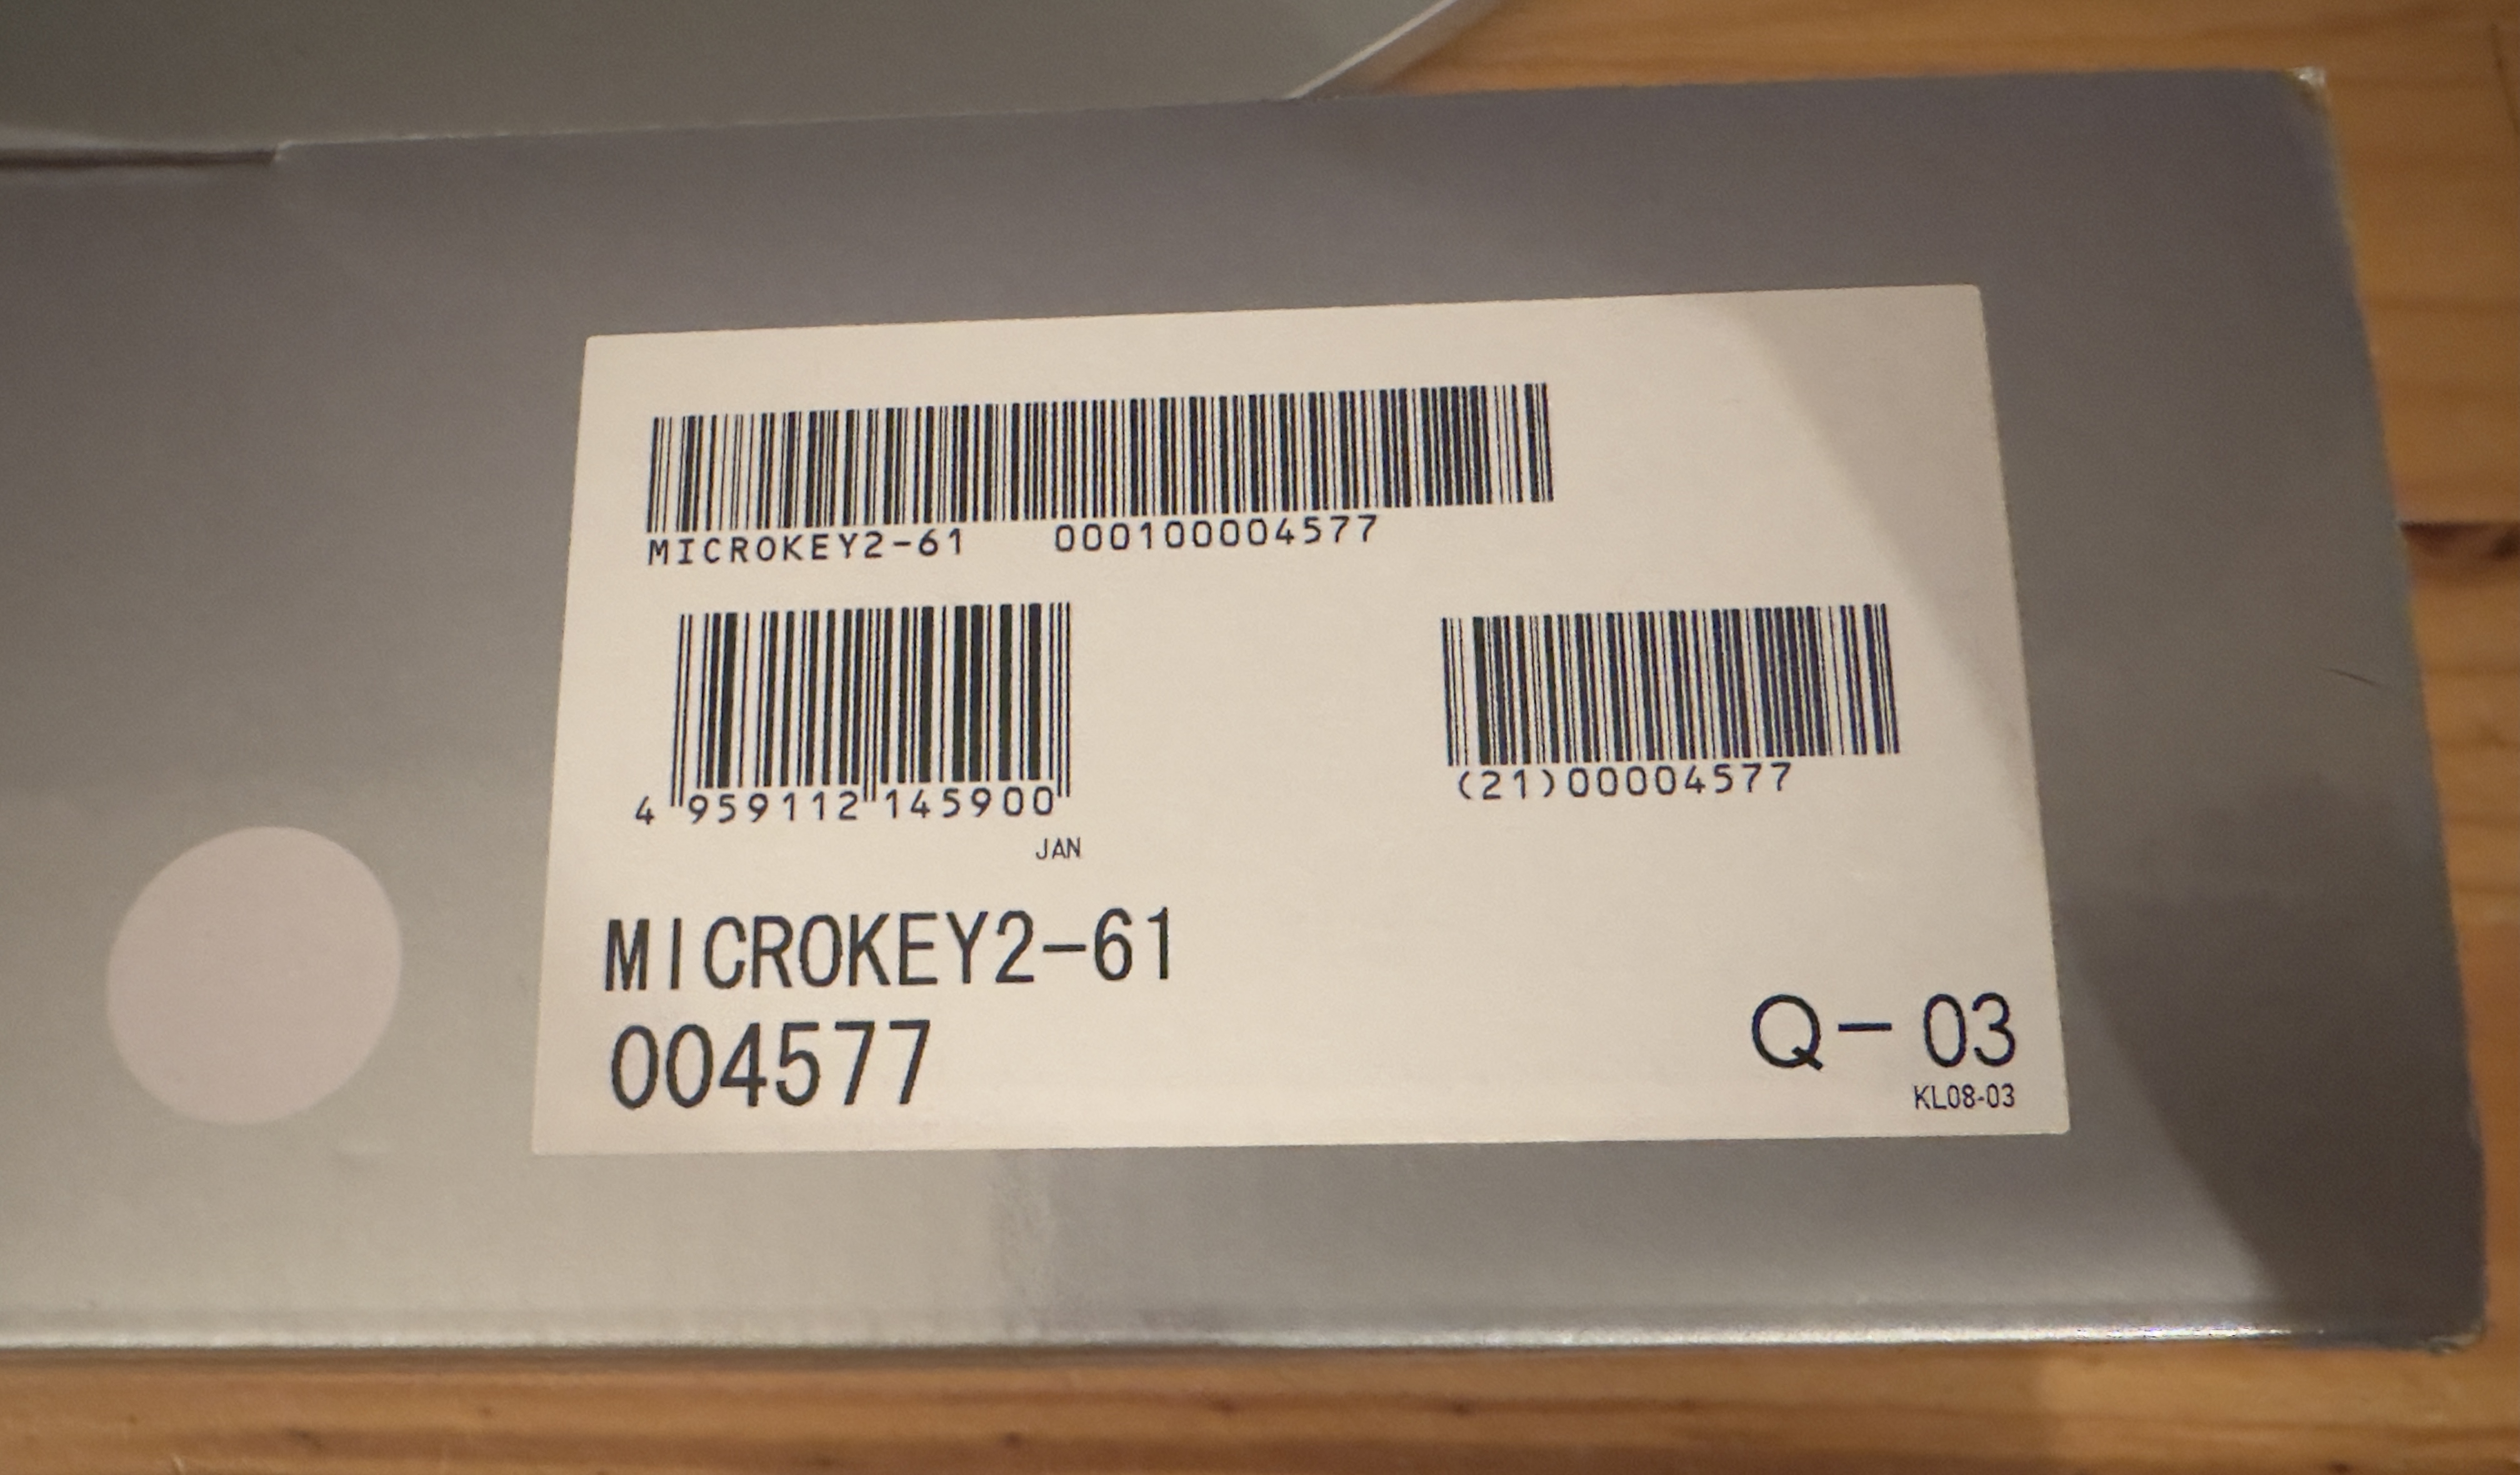 MICROKEY2-61 000100004577
4 959112 145900
JAN
(21)00004577
MICROKEY2-61
004577
Q-03
KL08-03